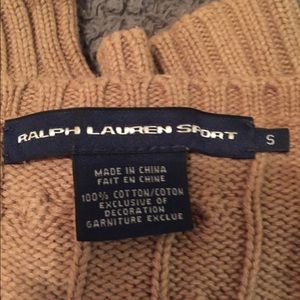 RALPH LAUREN SPORT S
MADE IN CHINA
FAIT EN CHINE
100% COTTON/COTON
EXCLUSIVE OF
DECORATION
GARNITURE EXCLUE